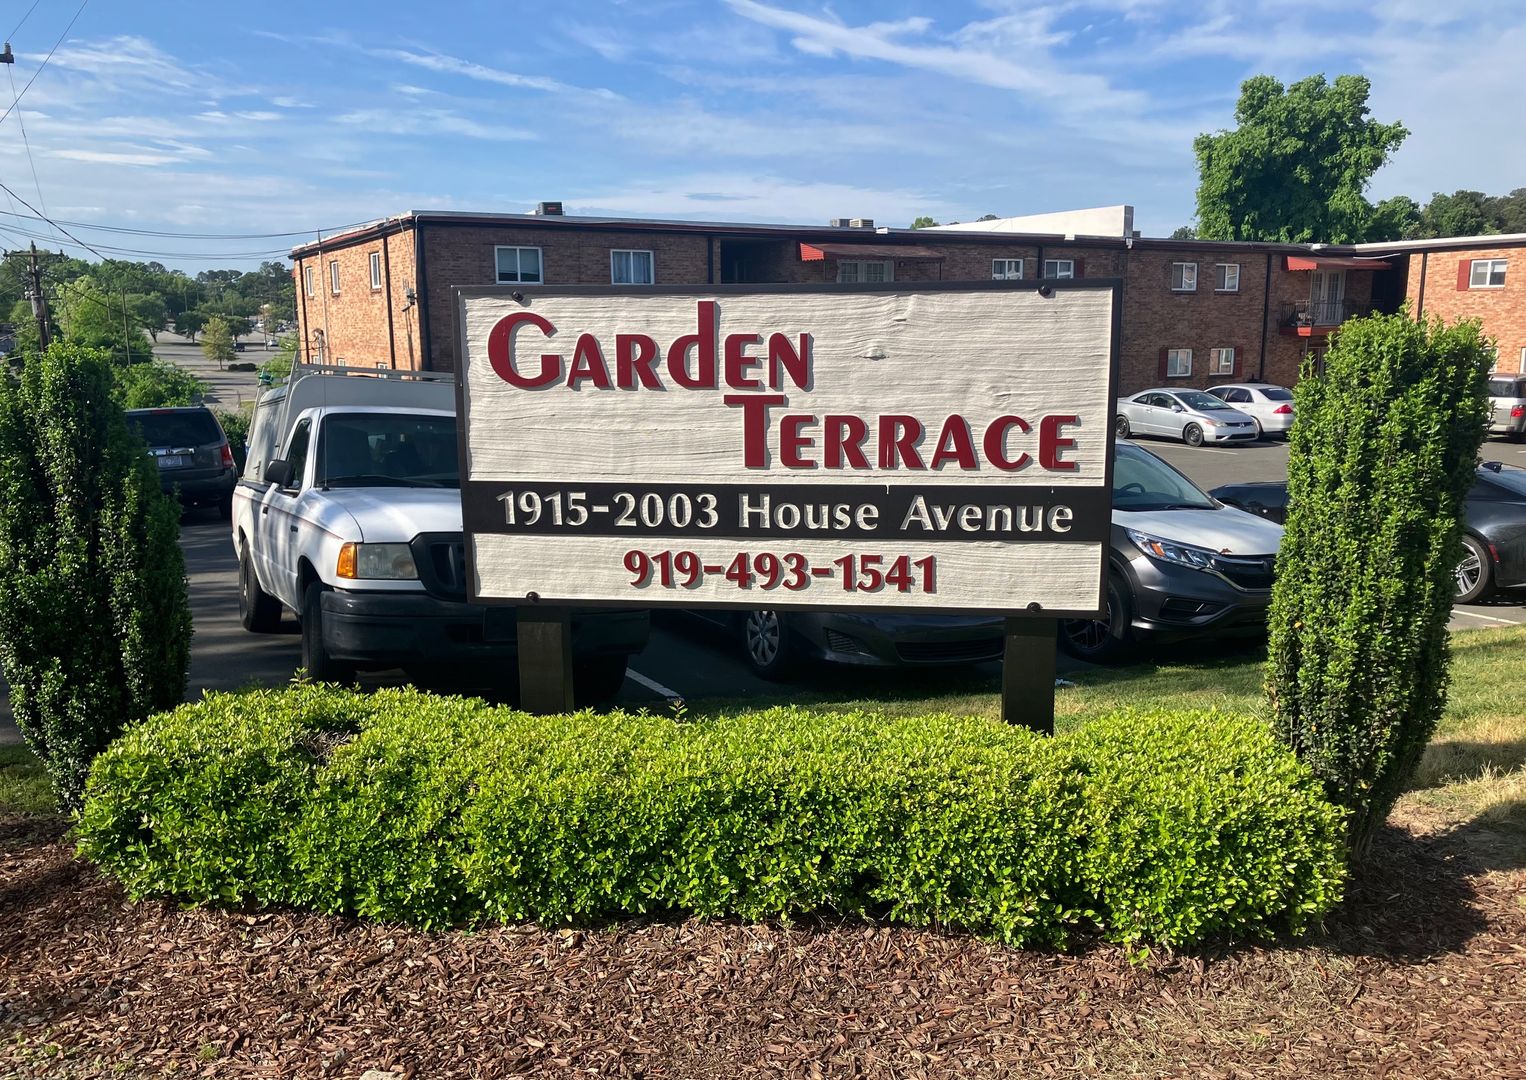 Garden
Terrace
1915-2003 House Avenue
919-493-1541